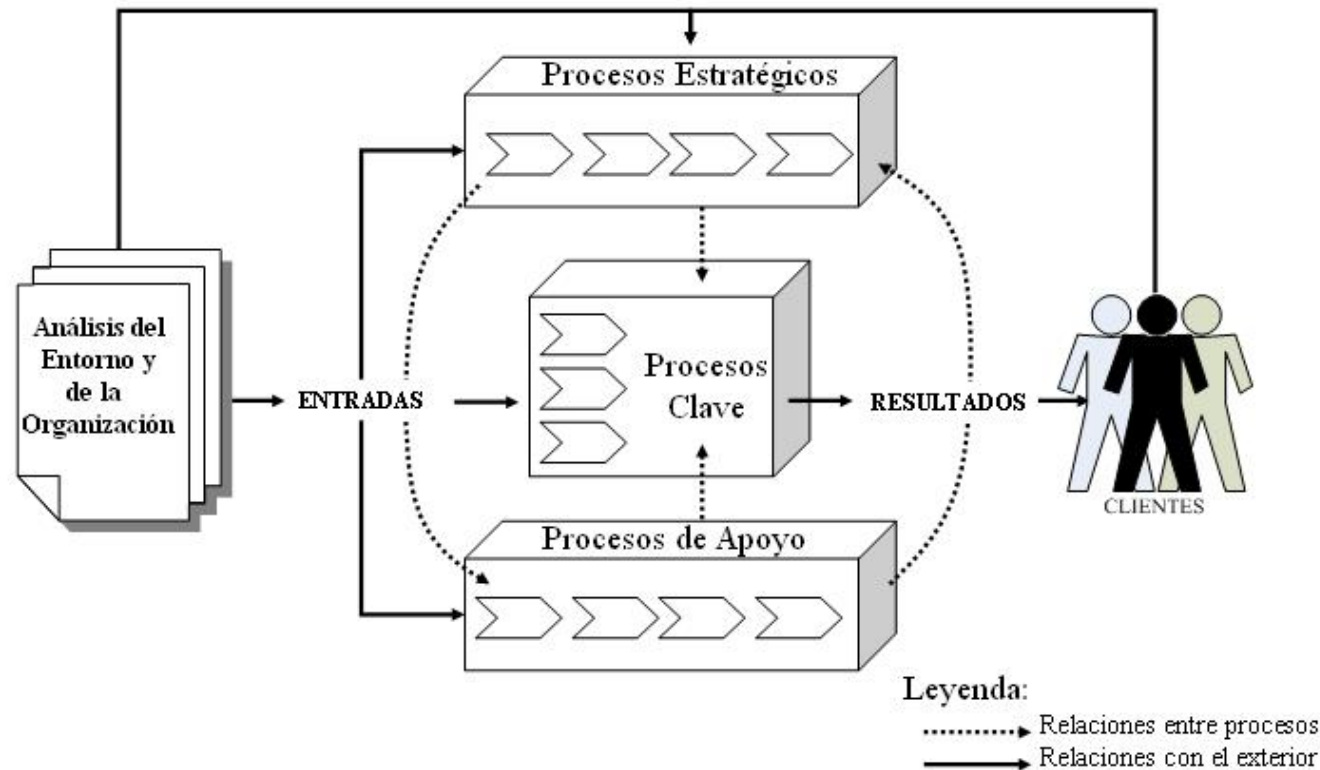 Procesos Estratégicos
Análisis del
Entorno y
de la
Organización
ENTRADAS
Procesos
Clave
RESULTADOS
CLIENTES
Procesos de Apoyo
Leyenda:
Relaciones entre procesos
Relaciones con el exterior